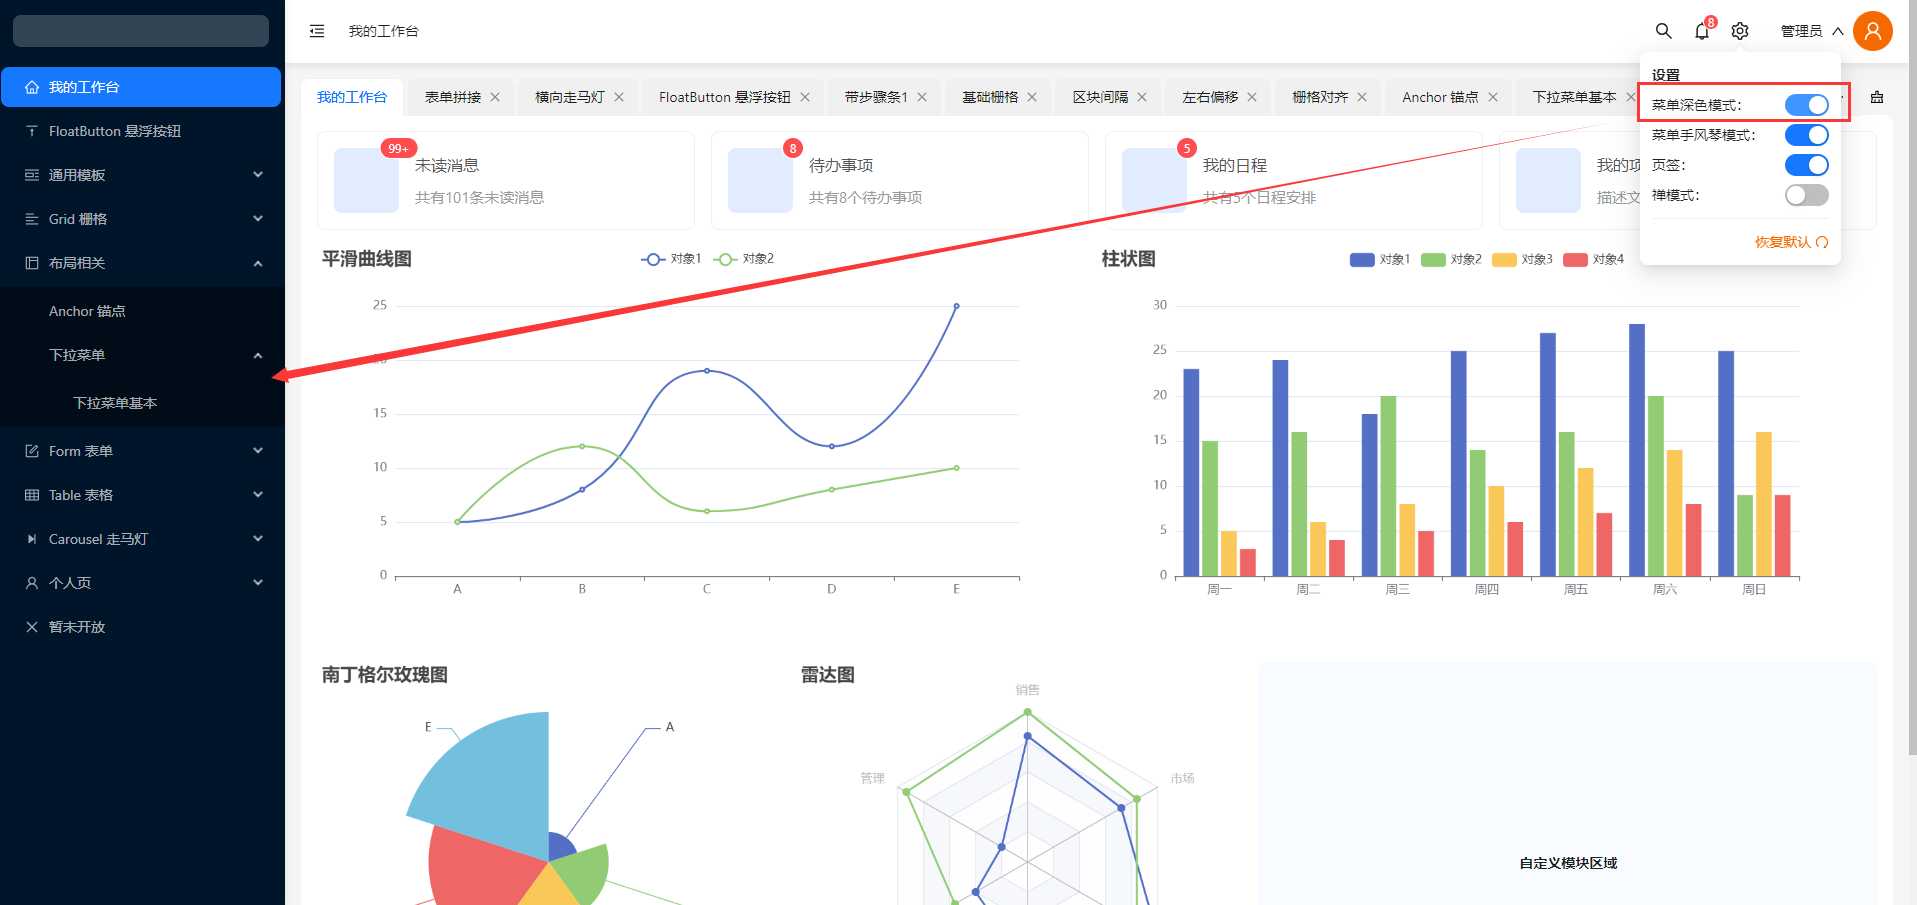 我的工作台
FloatButton 悬浮按钮
通用模板
Grid 栅格
布局相关
Anchor 锚点
下拉菜单
下拉菜单基本
Form 表单
Table 表格
Carousel 走马灯
个人页
暂未开放
我的工作台
8
管理员
我的工作台
表单拼接
横向走马灯
FloatButton 悬浮按钮
带步骤条1
基础栅格
区块间隔
左右偏移
栅格对齐
Anchor 锚点
下拉菜单基本
设置
菜单深色模式：
菜单手风琴模式：
页签：
禅模式：
恢复默认
99+
未读消息
共有101条未读消息
8
待办事项
共有8个待办事项
5
我的日程
共有5个日程安排
我的项
描述文
平滑曲线图
对象1
对象2
25
15
10
5
0
A B C D E
柱状图
对象1
对象2
对象3
对象4
30
25
20
15
10
5
0
周一 周二 周三 周四 周五 周六 周日
南丁格尔玫瑰图
E
A
雷达图
销售
管理
市场
自定义模块区域